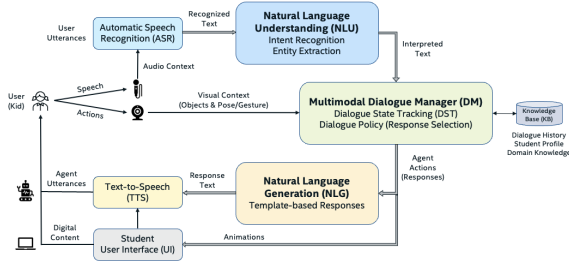 User
Utterances
Automatic Speech
Recognition (ASR)
Recognized
Text
Natural Language
Understanding (NLU)
Intent Recognition
Entity Extraction
Interpreted
Text
Audio Context
User
(Kid)
Speech
Actions
Visual Context
(Objects & Pose/Gesture)
Multimodal Dialogue Manager (DM)
Dialogue State Tracking (DST)
Dialogue Policy (Response Selection)
Knowledge
Base (KB)
Dialogue History
Student Profile
Domain Knowledge
Agent
Utterances
Text-to-Speech
(TTS)
Response
Text
Natural Language
Generation (NLG)
Template-based Responses
Agent
Actions
(Responses)
Digital
Content
Student
User Interface (UI)
Animations